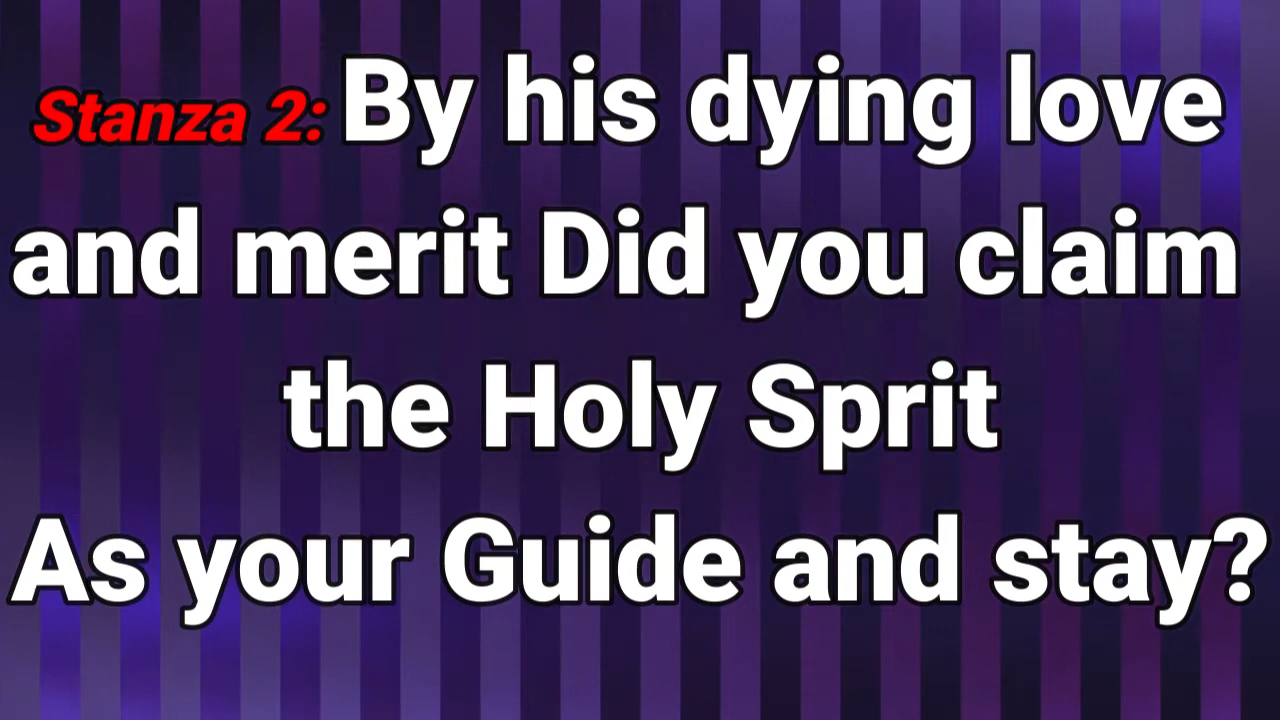 Stanza 2: By his dying love
and merit Did you claim
the Holy Sprit
As your Guide and stay?